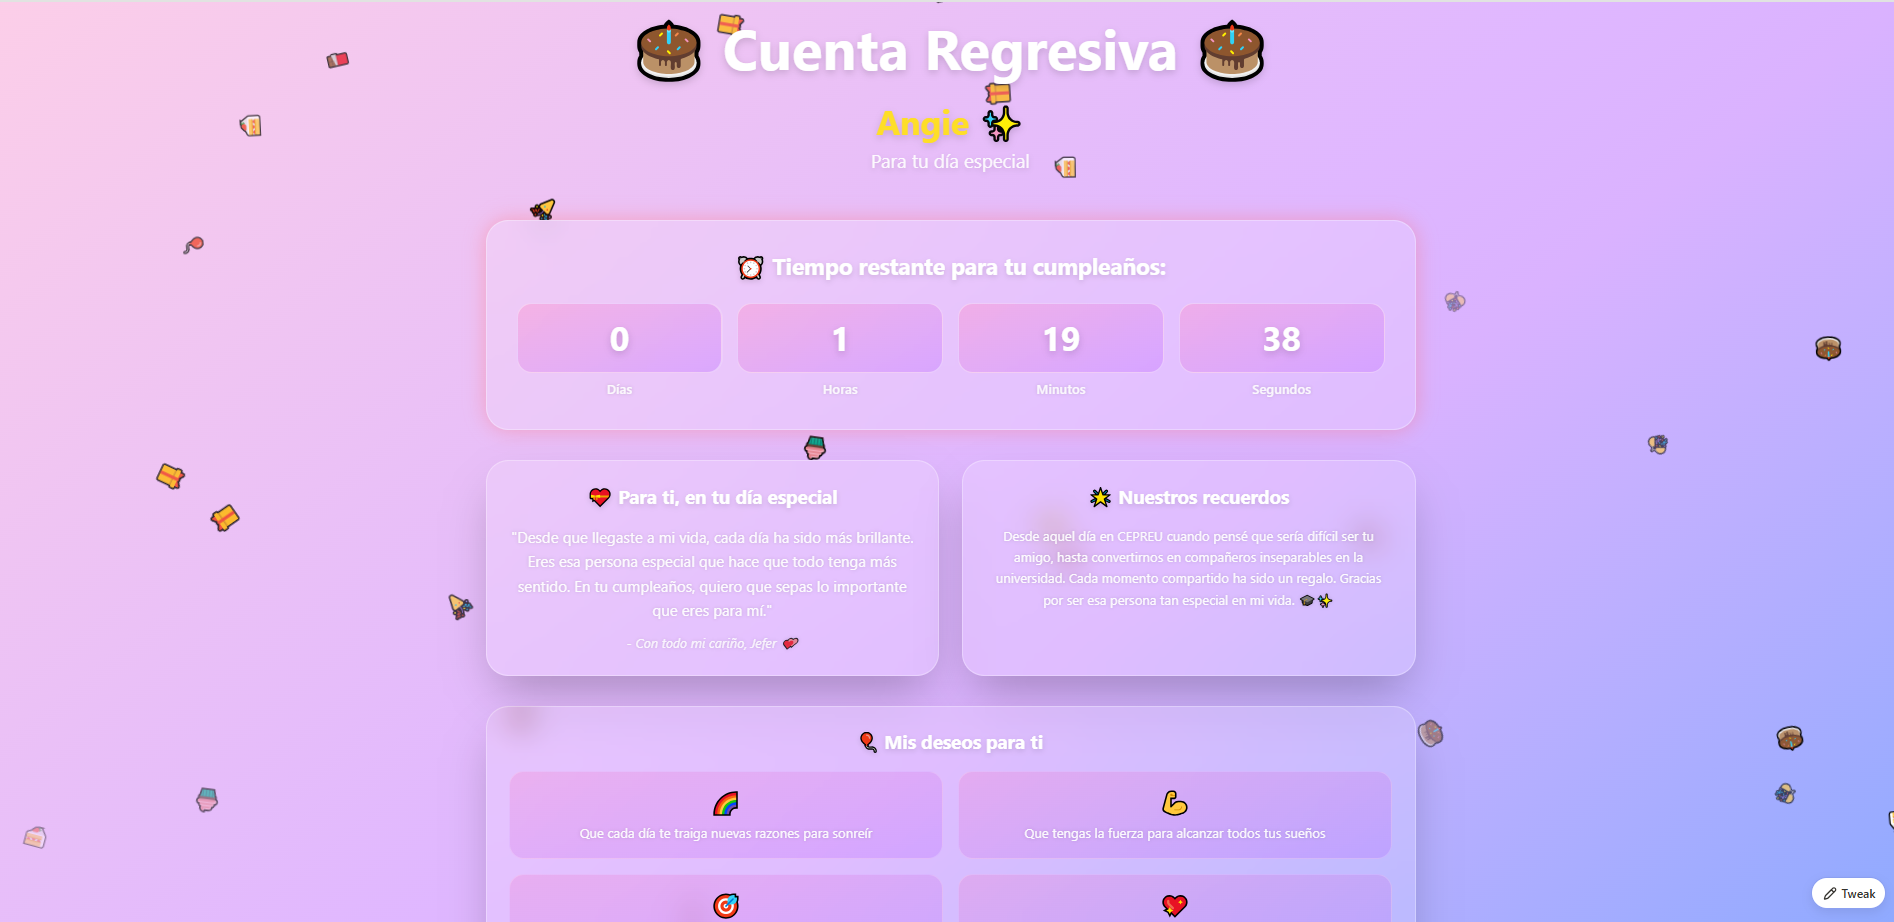 Cuenta Regresiva
Angie
Para tu día especial
Tiempo restante para tu cumpleaños:
0
1
19
38
Días
Horas
Minutos
Segundos
Para ti, en tu día especial
"Desde que llegaste a mi vida, cada día ha sido más brillante.
Eres esa persona especial que hace que todo tenga más
sentido. En tu cumpleaños, quiero que sepas lo importante
que eres para mí."
- Con todo mi cariño, Jefer
Nuestros recuerdos
Desde aquel día en CEPREU cuando pensé que sería difícil ser tu
amigo, hasta convertirnos en compañeros inseparables en la
universidad. Cada momento compartido ha sido un regalo. Gracias
por ser esa persona tan especial en mi vida.
Mis deseos para ti
Que cada día te traiga nuevas razones para sonreír
Que tengas la fuerza para alcanzar todos tus sueños
Tweak